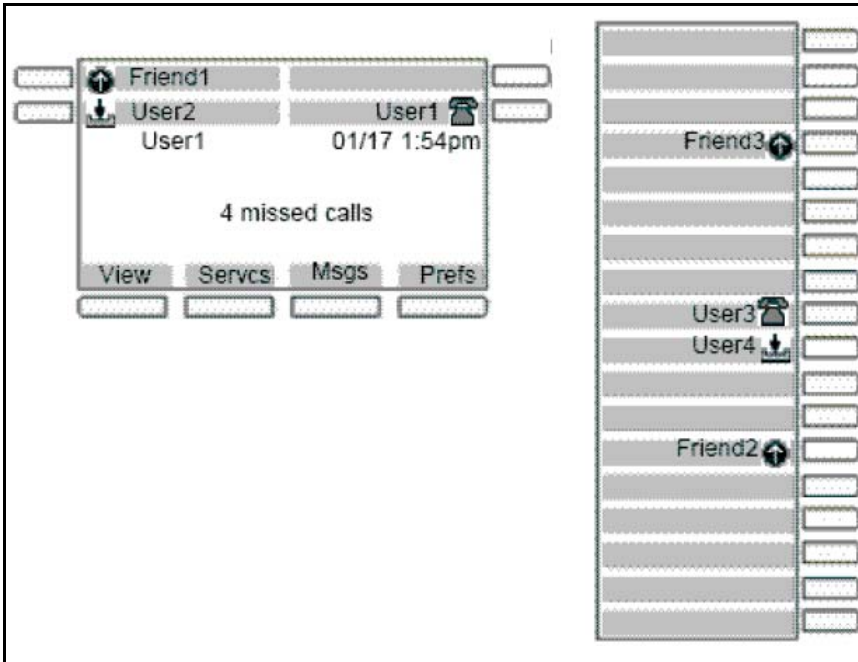 Friend1
User2 User1
User1 01/17 1:54pm
4 missed calls
View Servcs Msgs Prefs
Friend3
User3
User4
Friend2